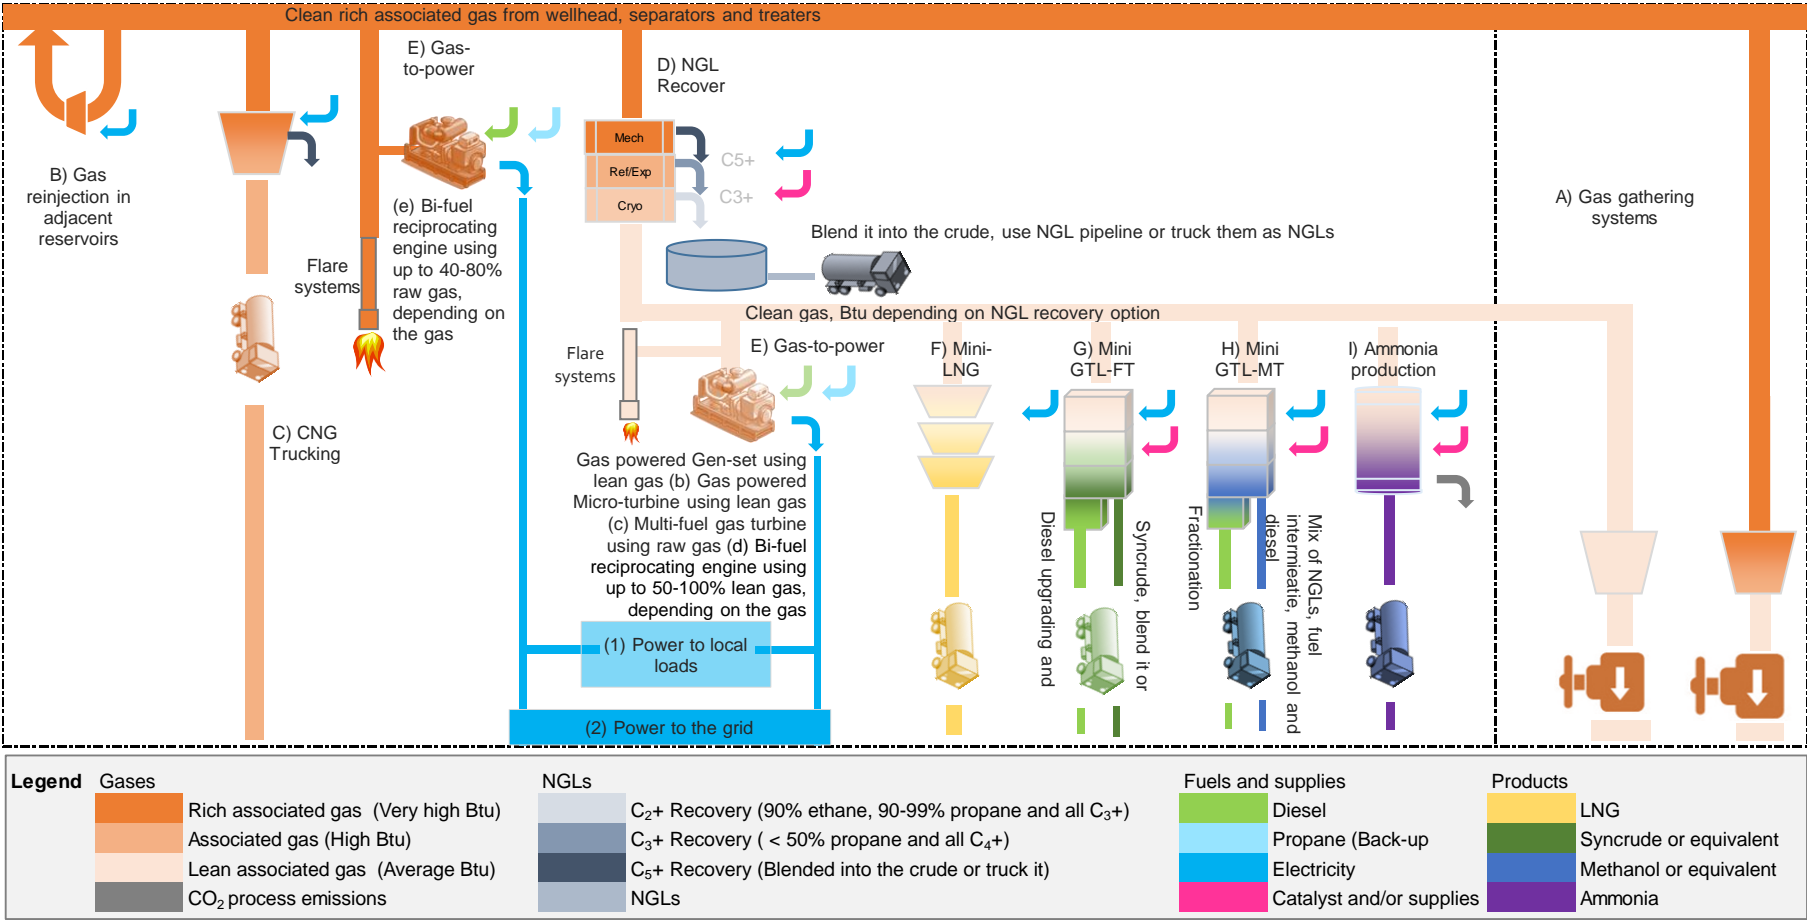 Clean rich associated gas from wellhead, separators and treaters
E) Gas-
to-power
D) NGL
Recover
Mech
Ref/Exp
Cryo
C5+
C3+
B) Gas
reinjection in
adjacent
reservoirs
(e) Bi-fuel
reciprocating
engine using
up to 40-80%
raw gas,
depending on
the gas
Flare
systems
A) Gas gathering
systems
Blend it into the crude, use NGL pipeline or truck them as NGLs
Clean gas, Btu depending on NGL recovery option
Flare
systems
E) Gas-to-power
F) Mini-
LNG
G) Mini
GTL-FT
H) Mini
GTL-MT
I) Ammonia
production
C) CNG
Trucking
Gas powered Gen-set using
lean gas (b) Gas powered
Micro-turbine using lean gas
(c) Multi-fuel gas turbine
using raw gas (d) Bi-fuel
reciprocating engine using
up to 50-100% lean gas,
depending on the gas
Diesel upgrading and
Syncrude, blend it or
Fractionation
Mix of NGLs, fuel
intermieatie, methanol and
diesel
(1) Power to local
loads
(2) Power to the grid
Legend
Gases
Rich associated gas (Very high Btu)
Associated gas (High Btu)
Lean associated gas (Average Btu)
CO2 process emissions
NGLs
C2+ Recovery (90% ethane, 90-99% propane and all C3+)
C3+ Recovery ( < 50% propane and all C4+)
C5+ Recovery (Blended into the crude or truck it)
NGLs
Fuels and supplies
Diesel
Propane (Back-up
Electricity
Catalyst and/or supplies
Products
LNG
Syncrude or equivalent
Methanol or equivalent
Ammonia